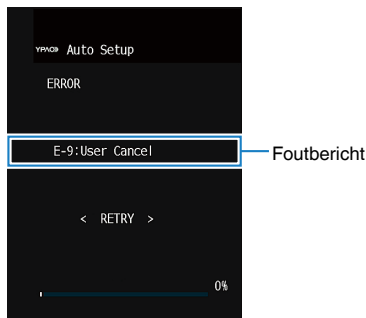 YPAO Auto Setup
ERROR
E-9:User Cancel
Foutbericht
< RETRY >
0%